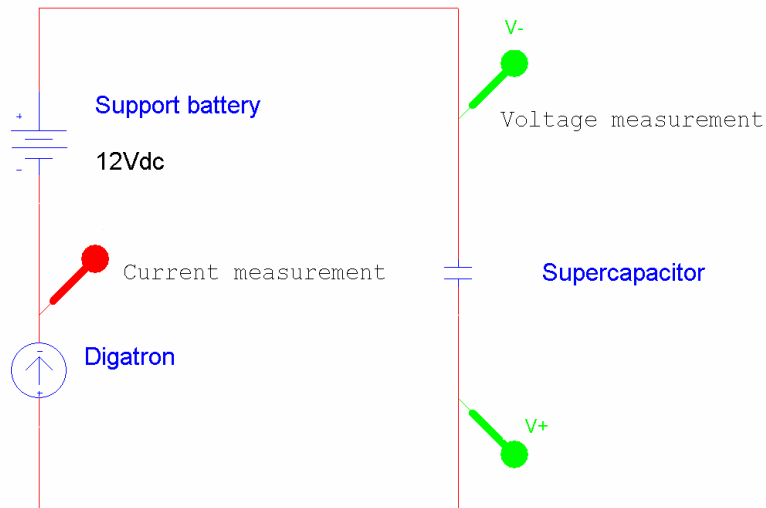 V-
Support battery
Voltage measurement
+
12Vdc
-
Current measurement
Supercapacitor
-
Digatron
+
V+